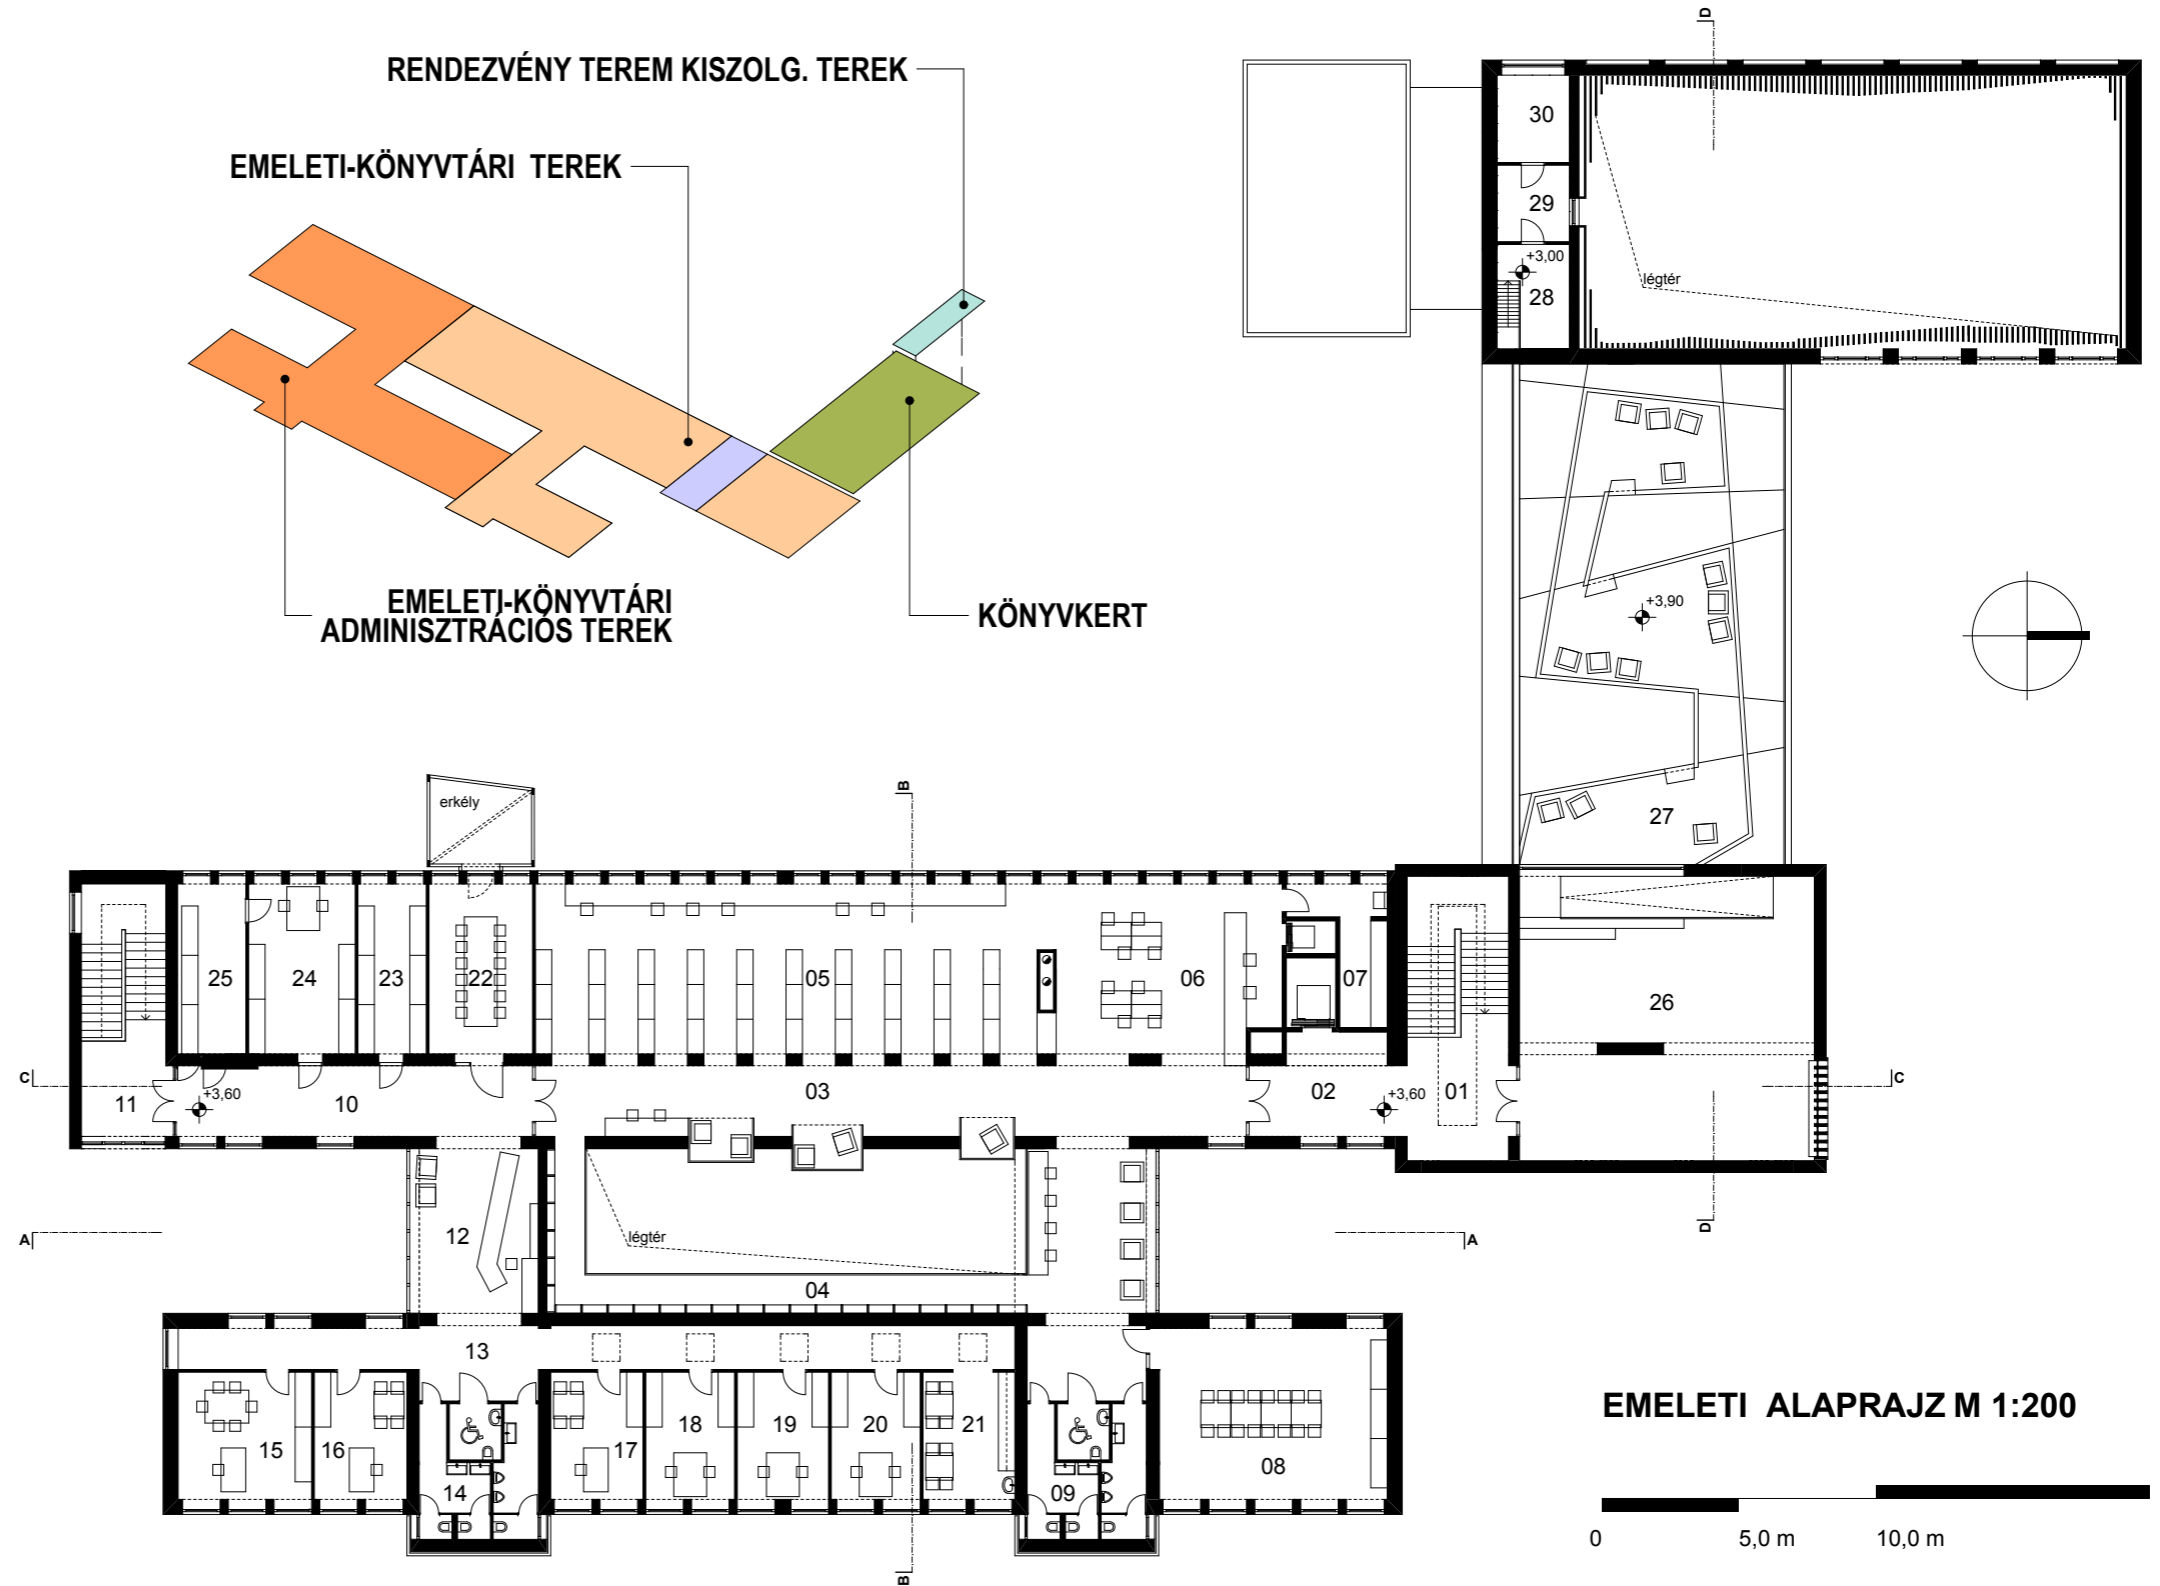 D
RENDEZVÉNY TEREM KISZOLG. TEREK
EMELETI-KÖNYVTÁRI TEREK
EMELETI-KÖNYVTÁRI
ADMINISZTRÁCIÓS TEREK
KÖNYVKERT
30
29
+3,00
28
légtér
+3,90
27
erkély
B
25
24
23
22
05
06
07
26
C
11
+3,60
10
03
02
+3,60
01
C
A
12
légtér
04
A
D
13
15
16
14
17
18
19
20
21
09
08
B
EMELETI ALAPRAJZ M 1:200
0
5,0 m
10,0 m